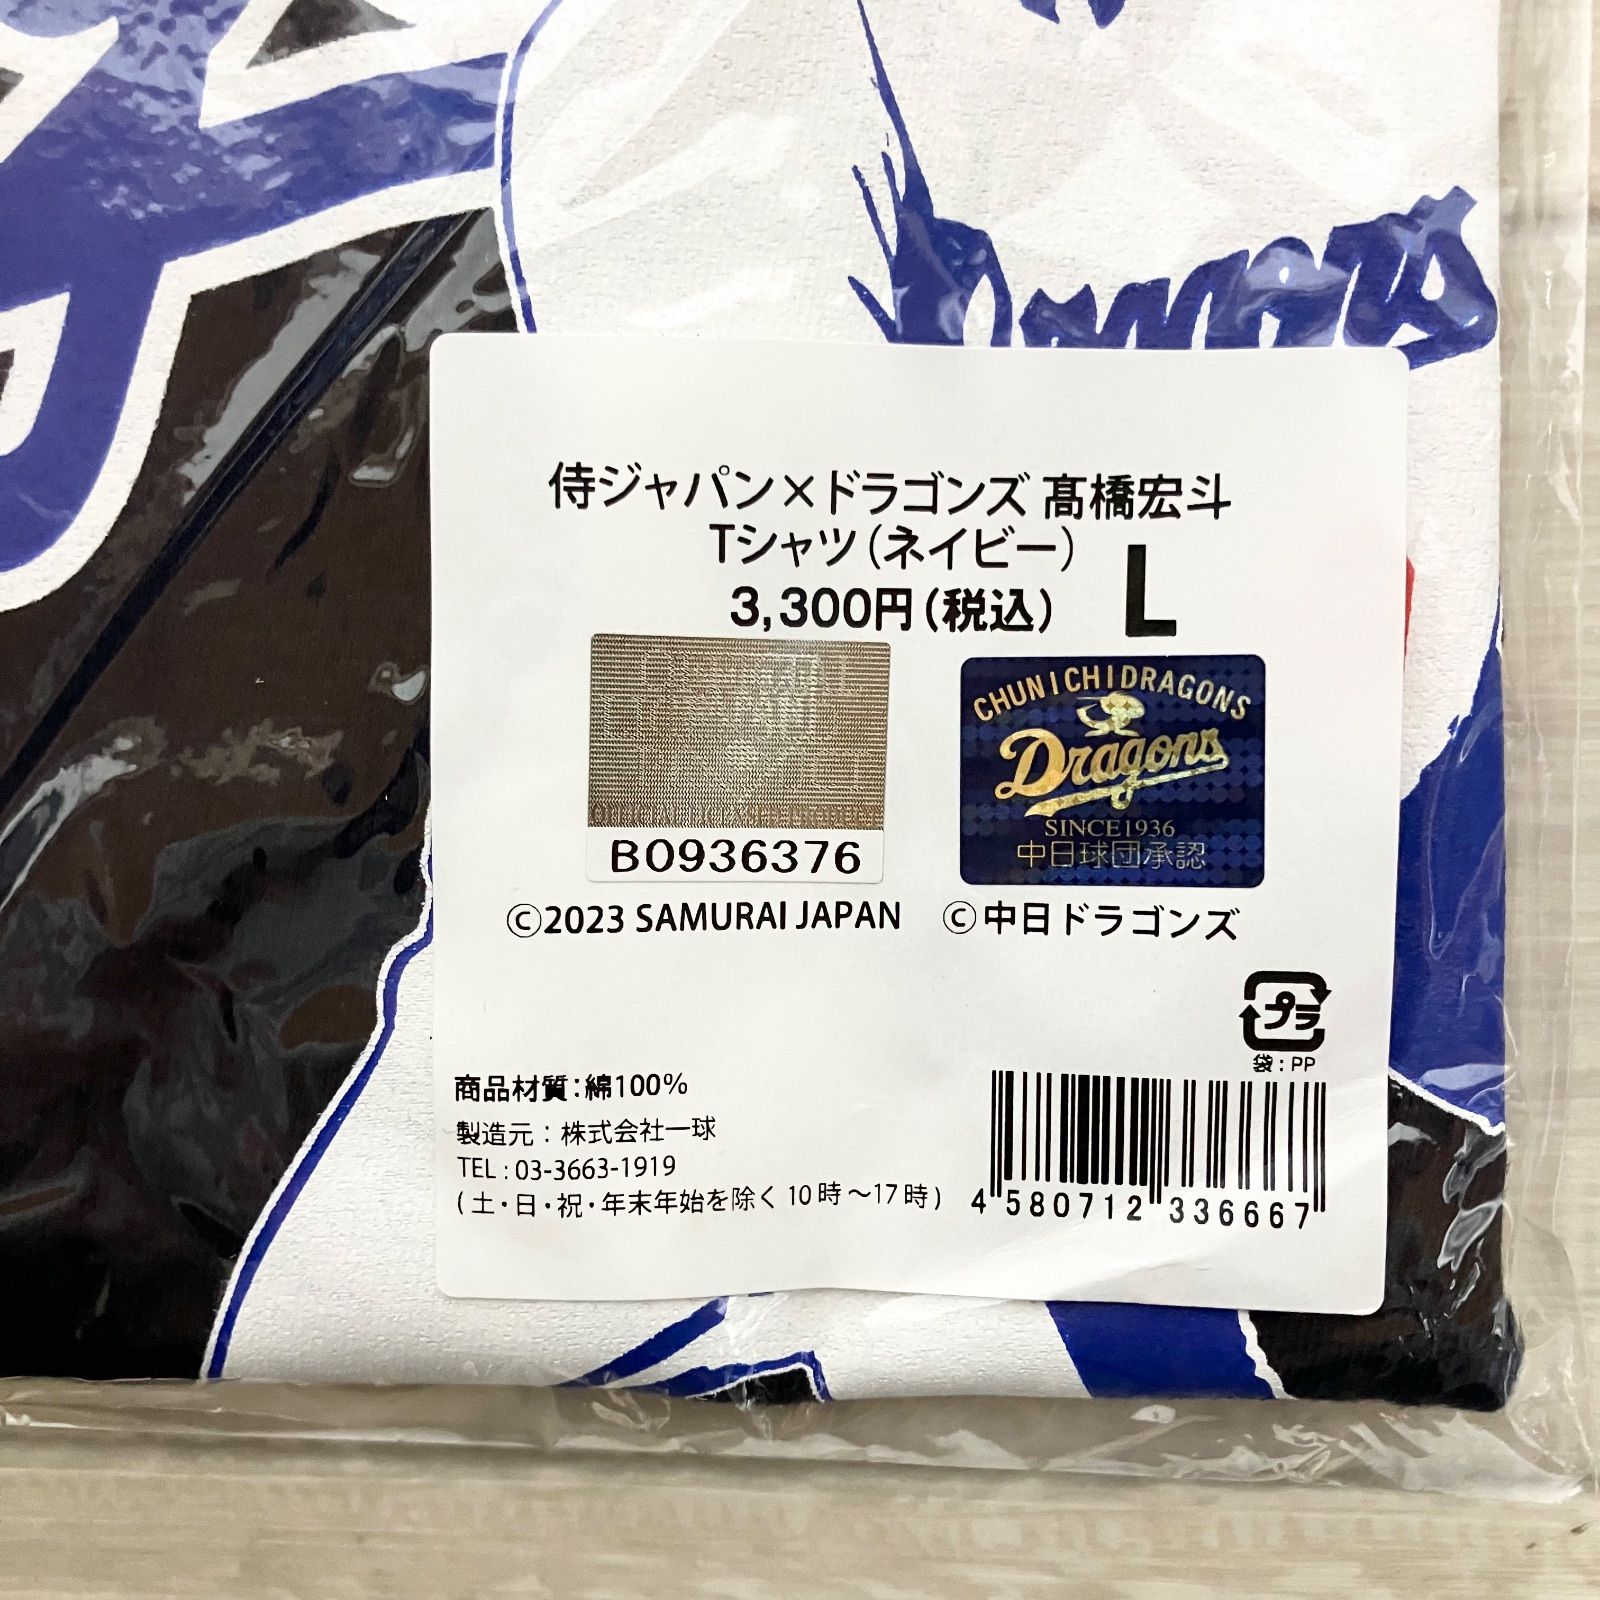 Dragons
侍ジャパン×ドラゴンズ 髙橋宏斗
Tシャツ(ネイビー)
3,300円(税込)
L
B0936376
CHUNICHI DRAGONS
Dragons
SINCE1936
中日球団承認
©2023 SAMURAI JAPAN
©中日ドラゴンズ
プラ
袋:PP
商品材質:綿100%
製造元:株式会社一球
TEL:03-3663-1919
(土・日・祝・年末年始を除く10時〜17時)
4580712336667